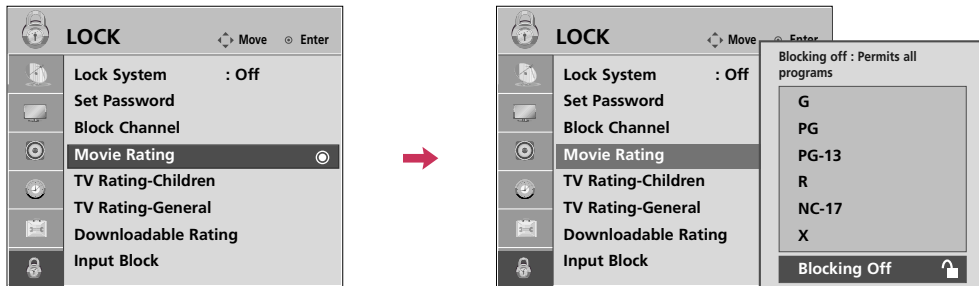 LOCK
Move Enter
Lock System : Off
Set Password
Block Channel
Movie Rating
TV Rating-Children
TV Rating-General
Downloadable Rating
Input Block
LOCK
Move Enter
Lock System : Off
Set Password
Block Channel
Movie Rating
TV Rating-Children
TV Rating-General
Downloadable Rating
Input Block
Blocking off : Permits all
programs
G
PG
PG-13
R
NC-17
X
Blocking Off